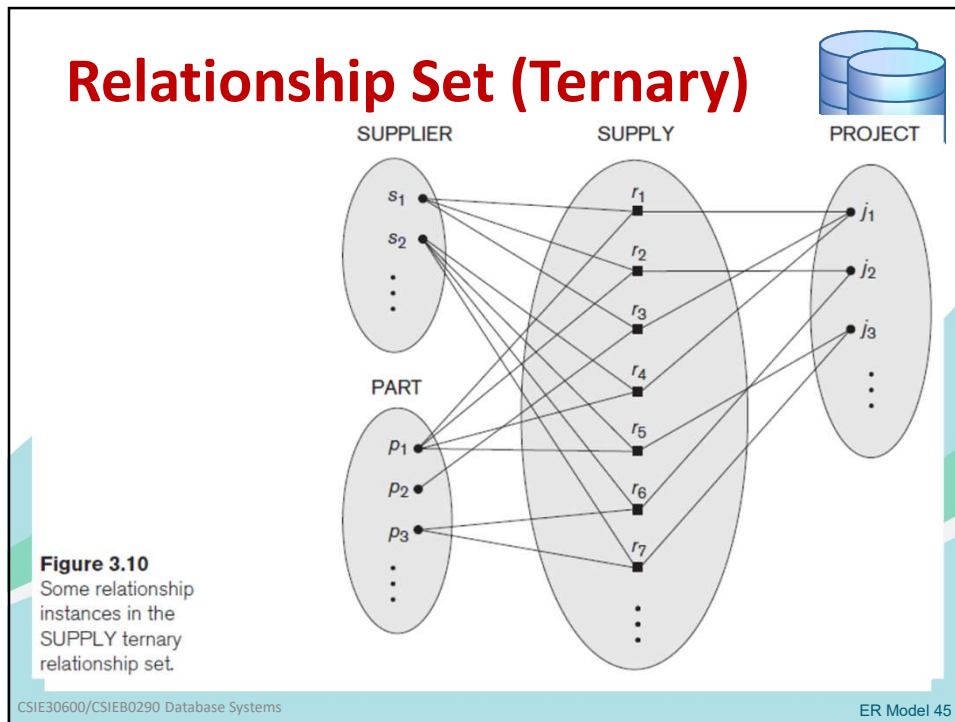 Relationship Set (Ternary)
SUPPLIER
SUPPLY
PROJECT
s1
s2
PART
p1
p2
p3
r1
r2
r3
r4
r5
r6
r7
j1
j2
j3
Figure 3.10
Some relationship
instances in the
SUPPLY ternary
relationship set.
CSIE30600/CSIEB0290 Database Systems
ER Model 45